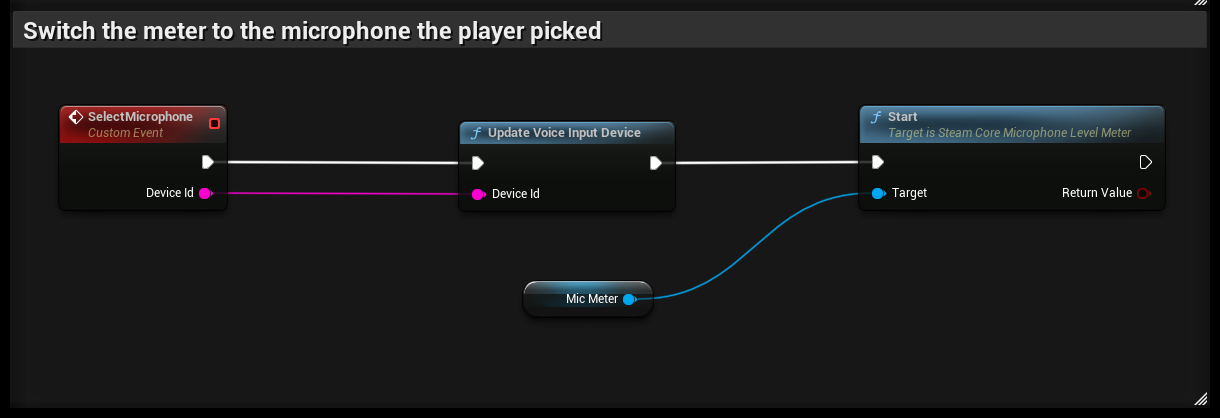 Switch the meter to the microphone the player picked
SelectMicrophone
Custom Event
Device Id
Update Voice Input Device
Device Id
Start
Target is Steam Core Microphone Level Meter
Target
Return Value
Mic Meter